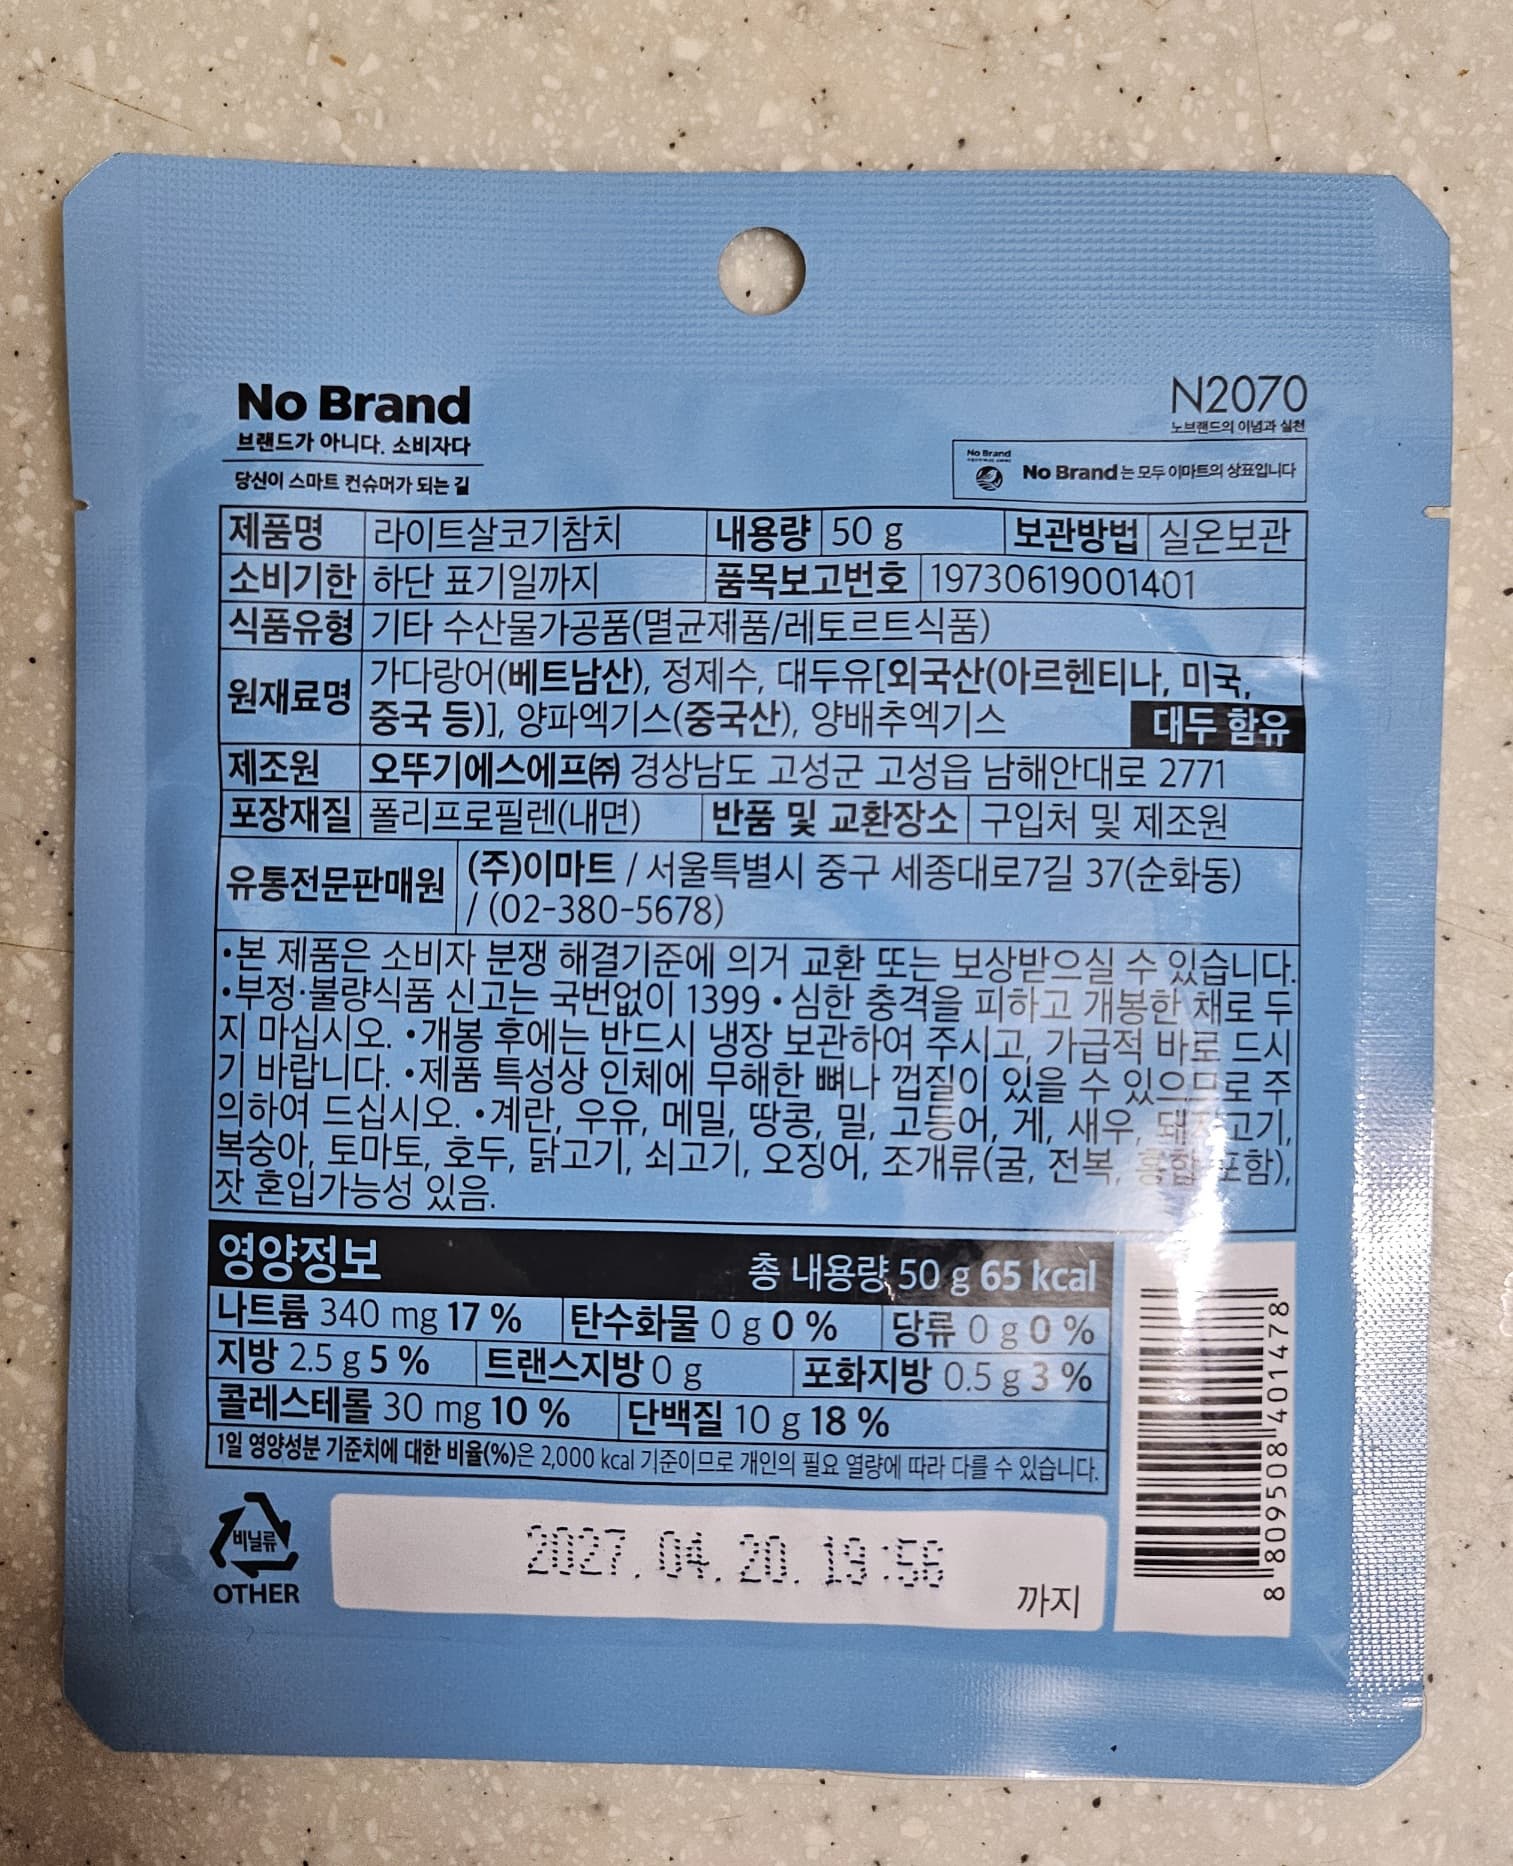 No Brand
브랜드가 아니다. 소비자다
당신이 스마트 컨슈머가 되는 길
N2070
노브랜드의 이념과 실천
No Brand
No Brand는 모두 이마트의 상표입니다
제품명 라이트살코기참치 내용량 50 g 보관방법 실온보관
소비기한 하단 표기일까지 품목보고번호 19730619001401
식품유형 기타 수산물가공품(멸균제품/레토르트식품)
원재료명 가다랑어(베트남산), 정제수, 대두유[외국산(아르헨티나, 미국,
중국 등)], 양파엑기스(중국산), 양배추엑기스 대두 함유
제조원 오뚜기에스에프㈜ 경상남도 고성군 고성읍 남해안대로 2771
포장재질 폴리프로필렌(내면) 반품 및 교환장소 구입처 및 제조원
유통전문판매원 (주)이마트 / 서울특별시 중구 세종대로7길 37(순화동)
/ (02-380-5678)
•본 제품은 소비자 분쟁 해결기준에 의거 교환 또는 보상받으실 수 있습니다.
•부정·불량식품 신고는 국번없이 1399 •심한 충격을 피하고 개봉한 채로 두
지 마십시오. •개봉 후에는 반드시 냉장 보관하여 주시고, 가급적 바로 드시
기 바랍니다. •제품 특성상 인체에 무해한 뼈나 껍질이 있을 수 있으므로 주
의하여 드십시오. •계란, 우유, 메밀, 땅콩, 밀, 고등어, 게, 새우, 돼지고기,
복숭아, 토마토, 호두, 닭고기, 쇠고기, 오징어, 조개류(굴, 전복, 홍합 포함),
잣 혼입가능성 있음.
영양정보 총 내용량 50 g 65 kcal
나트륨 340 mg 17 % 탄수화물 0 g 0 % 당류 0 g 0 %
지방 2.5 g 5 % 트랜스지방 0 g 포화지방 0.5 g 3 %
콜레스테롤 30 mg 10 % 단백질 10 g 18 %
1일 영양성분 기준치에 대한 비율(%)은 2,000 kcal 기준이므로 개인의 필요 열량에 따라 다를 수 있습니다.
비닐류
OTHER
2027.04.20. 19:56
까지
8 809508 401478